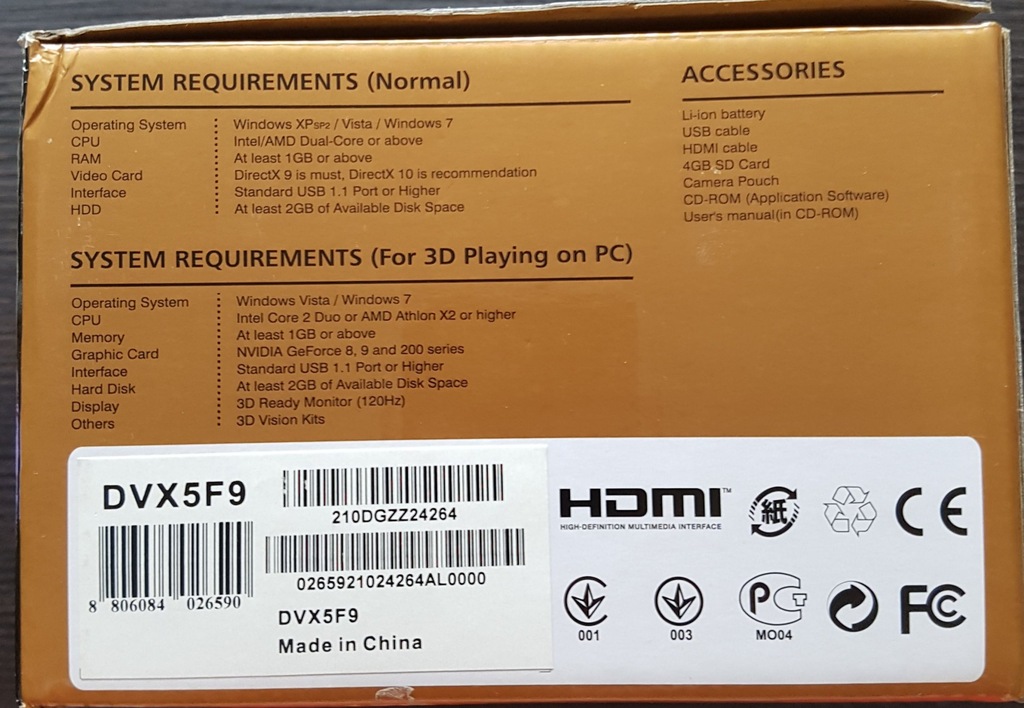 SYSTEM REQUIREMENTS (Normal)
Operating System : Windows XPSP2 / Vista / Windows 7
CPU : Intel/AMD Dual-Core or above
RAM : At least 1GB or above
Video Card : DirectX 9 is must, DirectX 10 is recommendation
Interface : Standard USB 1.1 Port or Higher
HDD : At least 2GB of Available Disk Space
ACCESSORIES
Li-ion battery
USB cable
HDMI cable
4GB SD Card
Camera Pouch
CD-ROM (Application Software)
User's manual(in CD-ROM)
SYSTEM REQUIREMENTS (For 3D Playing on PC)
Operating System : Windows Vista / Windows 7
CPU : Intel Core 2 Duo or AMD Athlon X2 or higher
Memory : At least 1GB or above
Graphic Card : NVIDIA GeForce 8, 9 and 200 series
Interface : Standard USB 1.1 Port or Higher
Hard Disk : At least 2GB of Available Disk Space
Display : 3D Ready Monitor (120Hz)
Others : 3D Vision Kits
DVX5F9
210DGZZ24264
0265921024264AL0000
8 806084 026590
DVX5F9
Made in China
HDMI™
HIGH-DEFINITION MULTIMEDIA INTERFACE
紙
CE
001
003
PCT
MO04
FC